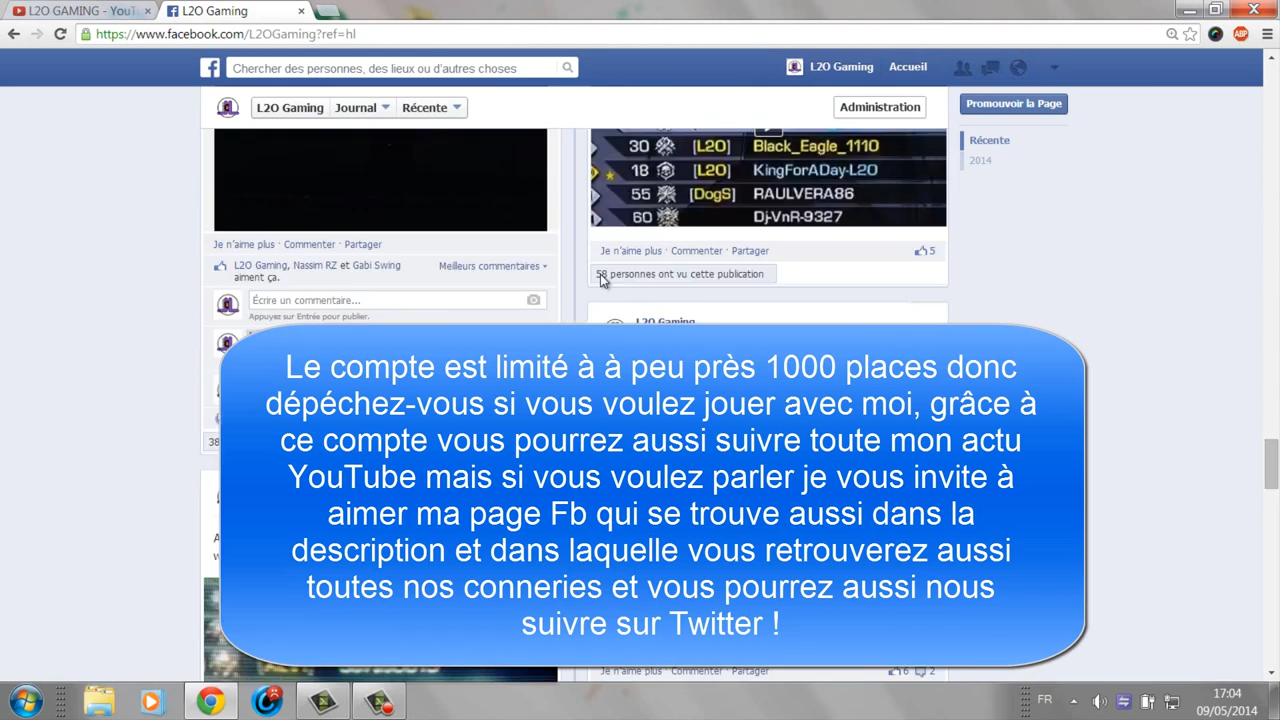 L2O GAMING - YouT
L2O Gaming
https://www.facebook.com/L2OGaming?ref=hl
Chercher des personnes, des lieux ou d'autres choses
L2O Gaming
Accueil
L2O Gaming
Journal
Récente
Administration
Promouvoir la Page
Récente
2014
30 [L2O] Black_Eagle_1110
18 [L2O] KingForADay-L2O
55 [DogS] RAULVERA86
60 Dj-VnR-9327
Je n'aime plus · Commenter · Partager
L2O Gaming, Nassim RZ et Gabi Swing
aiment ça.
Meilleurs commentaires
Écrire un commentaire...
Appuyez sur Entrée pour publier.
38
Je n'aime plus · Commenter · Partager
5
58 personnes ont vu cette publication
L2O Gaming
Le compte est limité à à peu près 1000 places donc
dépéchez-vous si vous voulez jouer avec moi, grâce à
ce compte vous pourrez aussi suivre toute mon actu
YouTube mais si vous voulez parler je vous invite à
aimer ma page Fb qui se trouve aussi dans la
description et dans laquelle vous retrouverez aussi
toutes nos conneries et vous pourrez aussi nous
suivre sur Twitter !
Je n'aime plus · Commenter · Partager
6 2
FR
17:04
09/05/2014